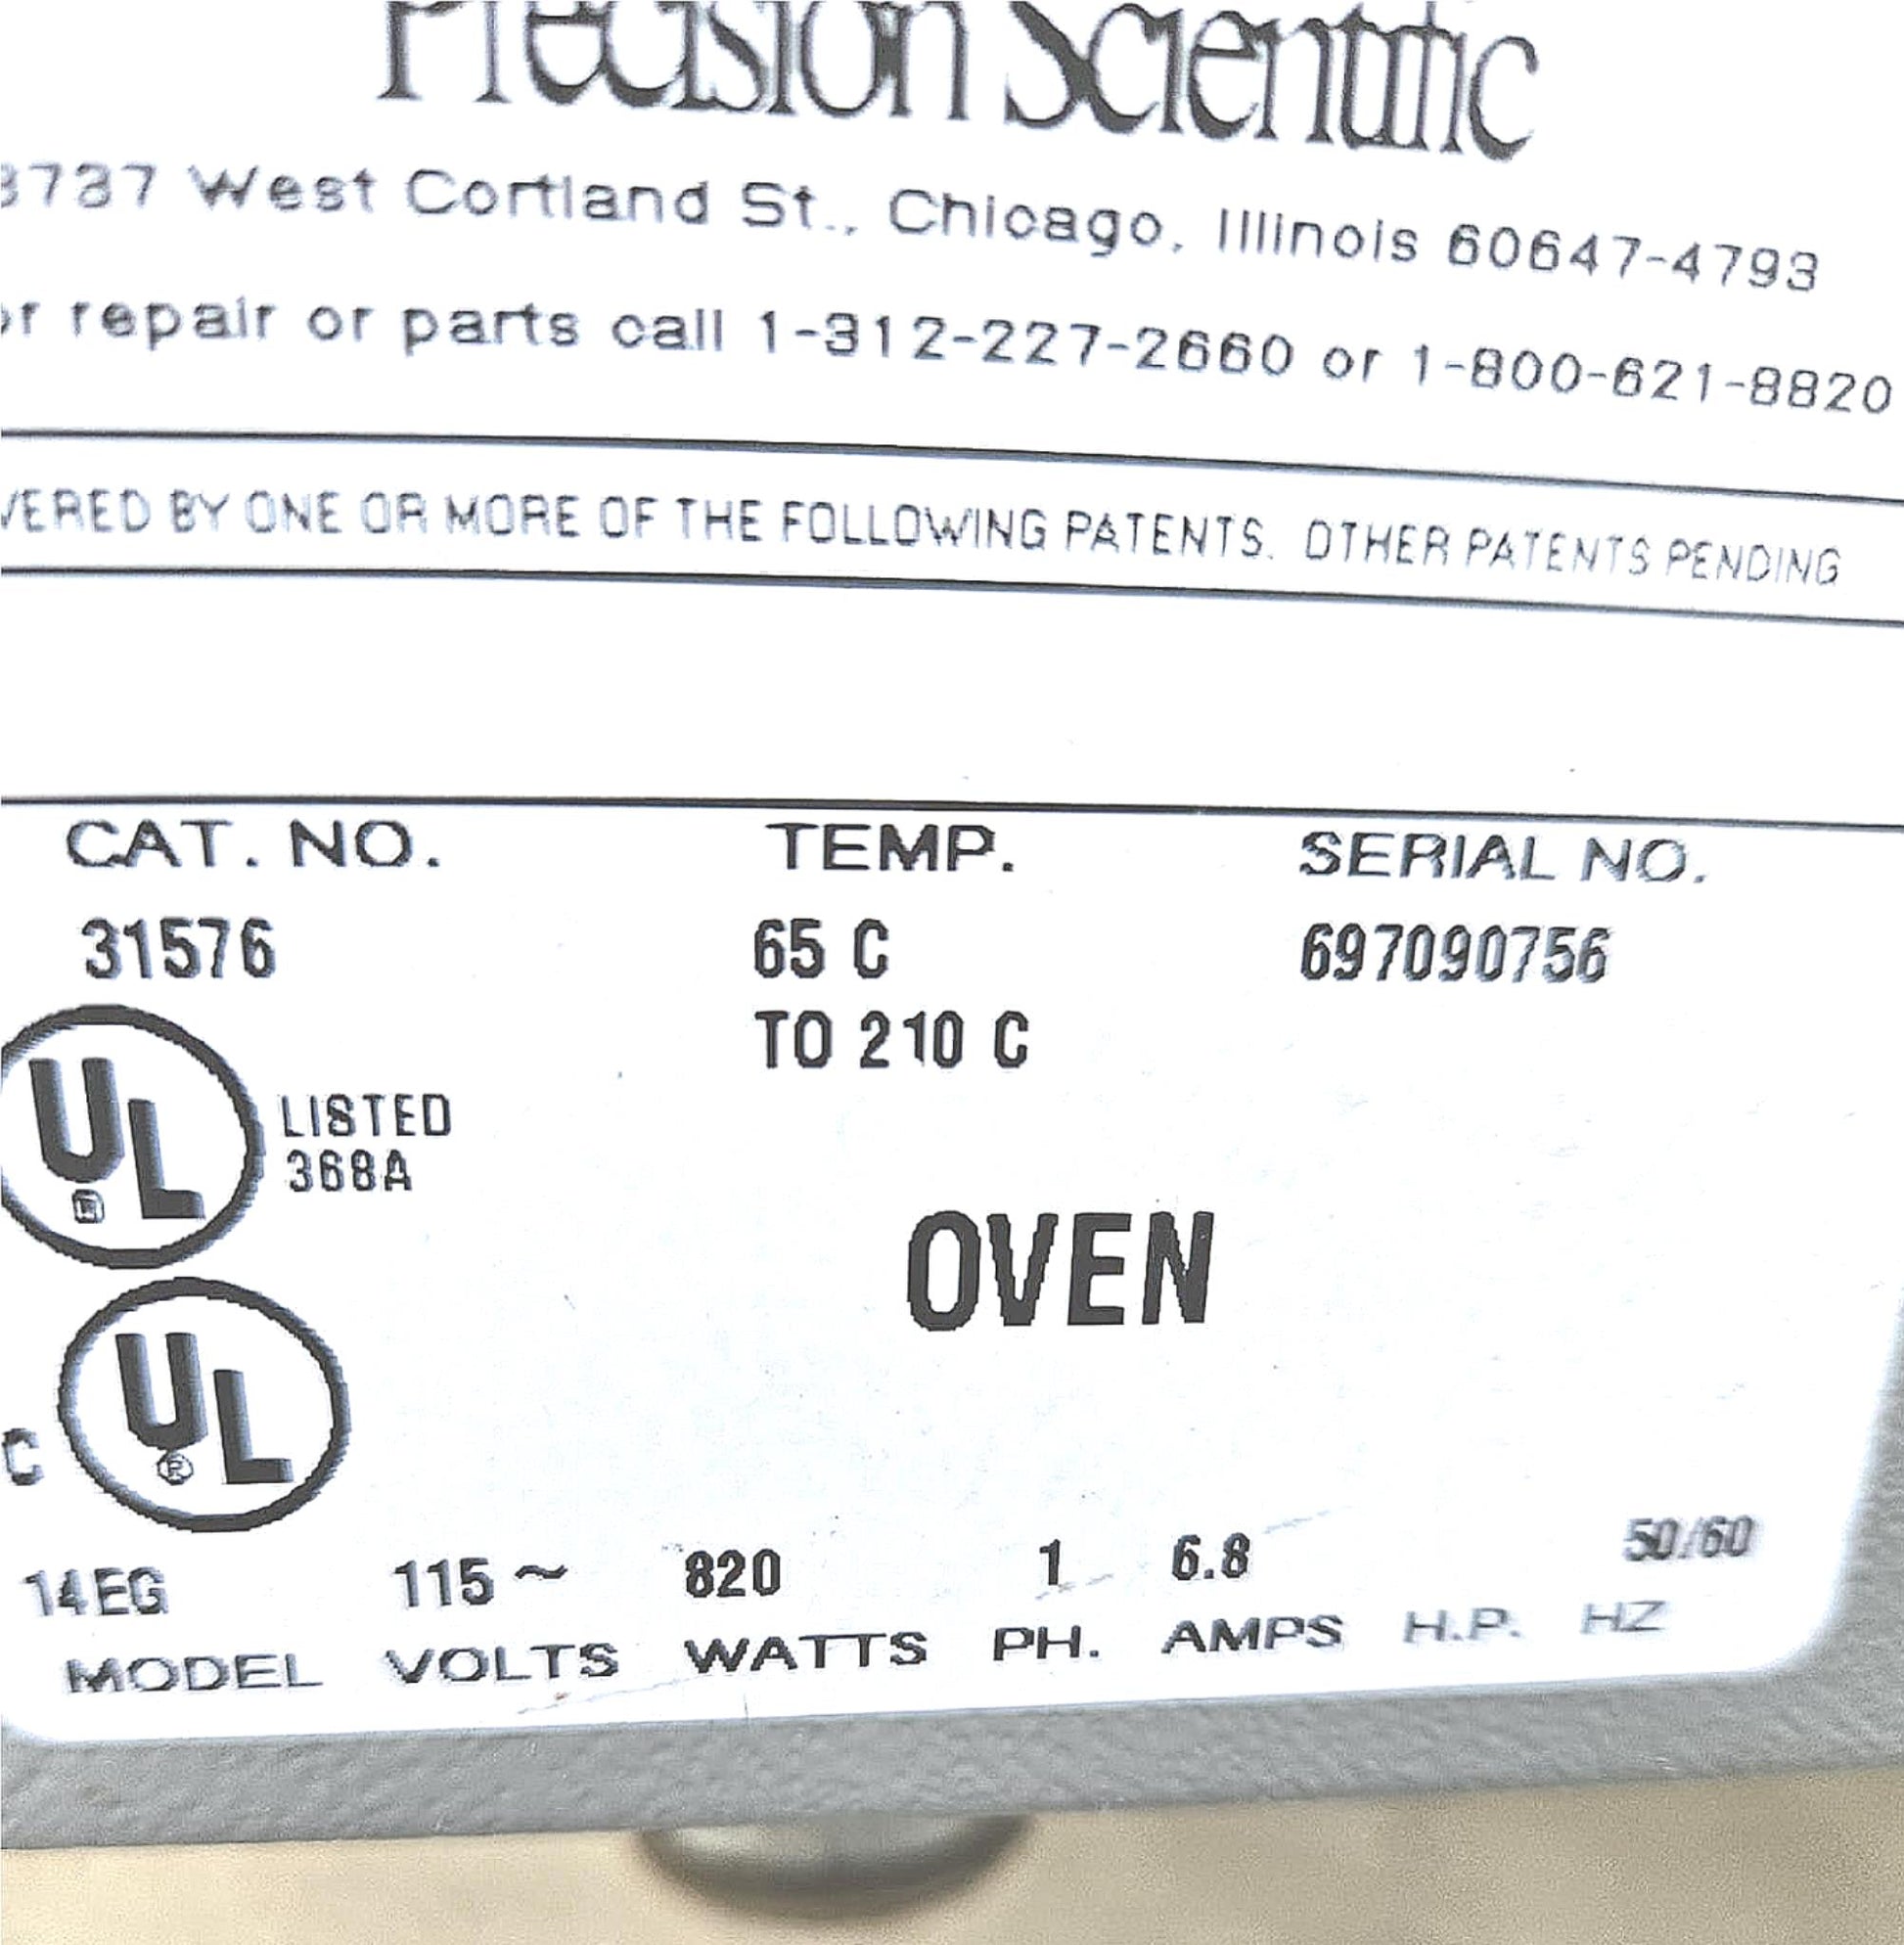 Precision Scientific
3737 West Cortland St., Chicago, Illinois 60647-4793
or repair or parts call 1-312-227-2660 or 1-800-621-8820
VERED BY ONE OR MORE OF THE FOLLOWING PATENTS. OTHER PATENTS PENDING
CAT. NO. TEMP. SERIAL NO.
31576 65 C 697090756
TO 210 C
UL LISTED
® 368A
OVEN
C UL
®
14EG 115~ 820 1 6.8 50/60
MODEL VOLTS WATTS PH. AMPS H.P. HZ